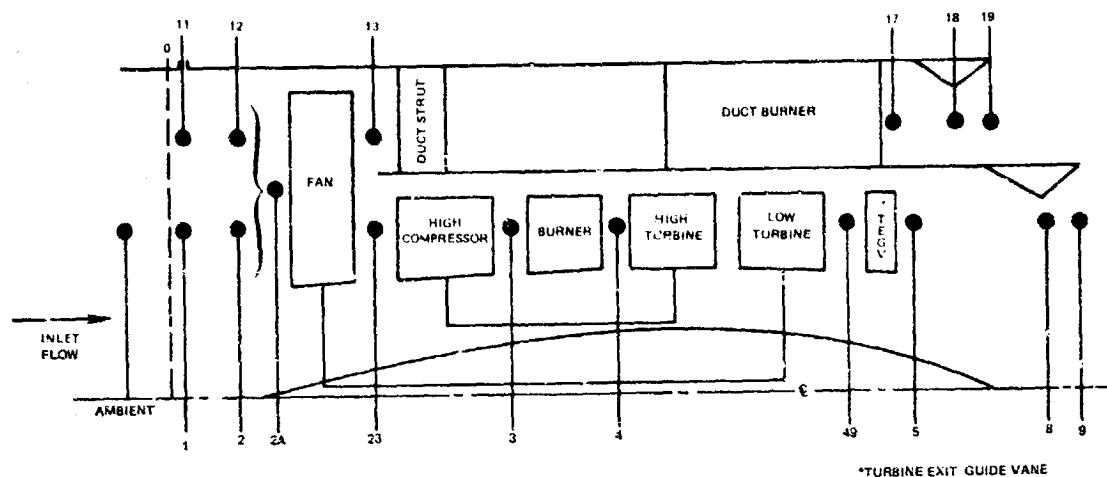 11
12
13
17
18
19
0
DUCT STRUT
DUCT BURNER
FAN
HIGH
COMPRESSOR
BURNER
HIGH
TURBINE
LOW
TURBINE
* TEGV
INLET
FLOW
AMBIENT
℄
1
2
2A
23
3
4
49
5
8
9
*TURBINE EXIT GUIDE VANE